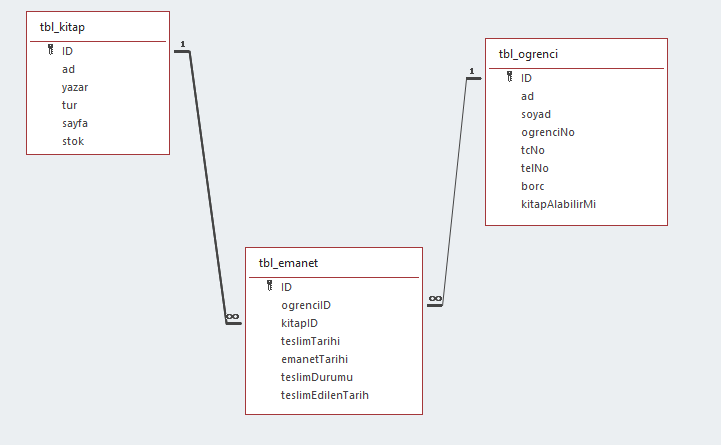 tbl_kitap
ID
ad
yazar
tur
sayfa
stok
1
1
tbl_ogrenci
ID
ad
soyad
ogrenciNo
tcNo
telNo
borc
kitapAlabilirMi
tbl_emanet
ID
ogrenciID
kitapID
teslimTarihi
emanetTarihi
teslimDurumu
teslimEdilenTarih
∞
∞